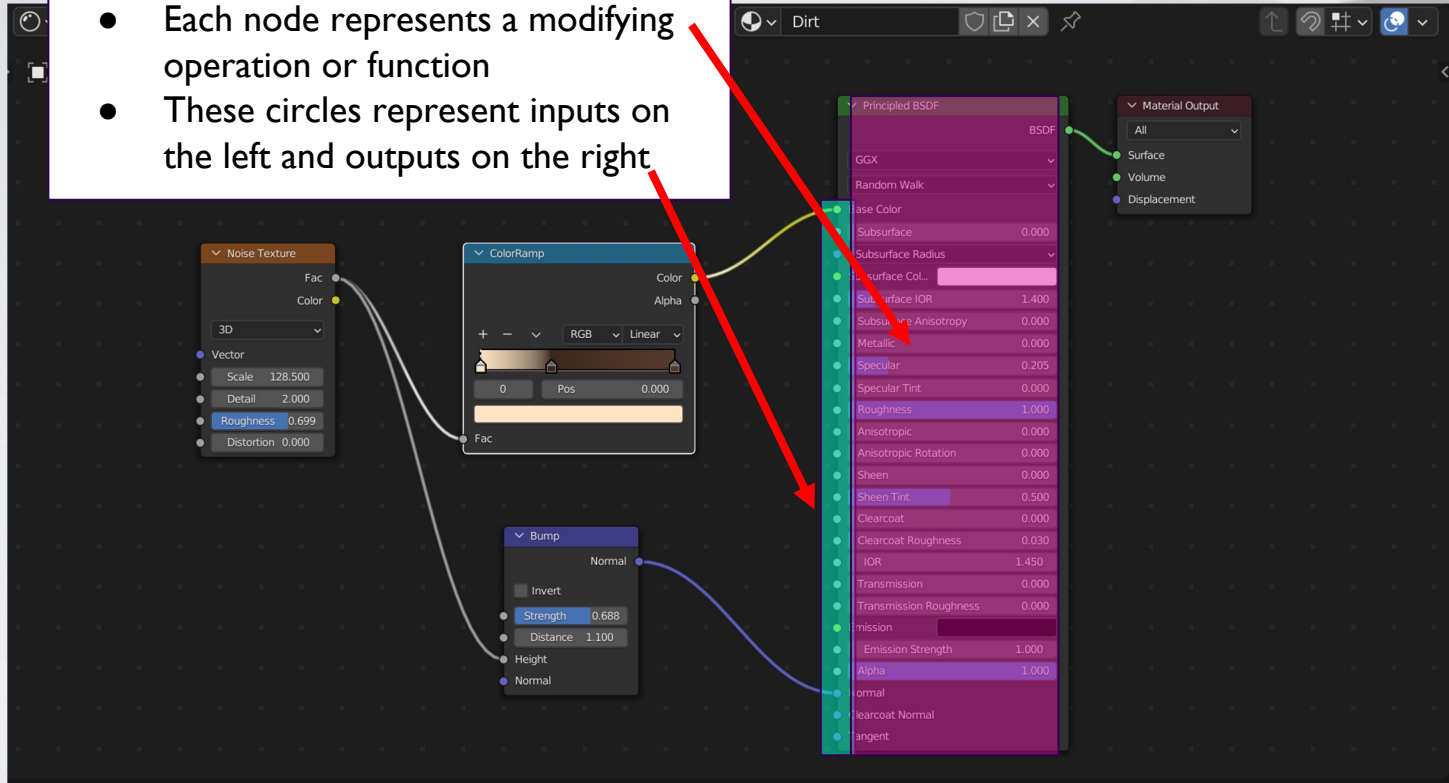 ● Each node represents a modifying
operation or function
● These circles represent inputs on
the left and outputs on the right
Dirt
Noise Texture
Fac
Color
3D
Vector
Scale 128.500
Detail 2.000
Roughness 0.699
Distortion 0.000
ColorRamp
Color
Alpha
+ − RGB Linear
0 Pos 0.000
Fac
Bump
Normal
Invert
Strength 0.688
Distance 1.100
Height
Normal
Principled BSDF
BSDF
GGX
Random Walk
Base Color
Subsurface 0.000
Subsurface Radius
Subsurface Col...
Subsurface IOR 1.400
Subsurface Anisotropy 0.000
Metallic 0.000
Specular 0.205
Specular Tint 0.000
Roughness 1.000
Anisotropic 0.000
Anisotropic Rotation 0.000
Sheen 0.000
Sheen Tint 0.500
Clearcoat 0.000
Clearcoat Roughness 0.030
IOR 1.450
Transmission 0.000
Transmission Roughness 0.000
Emission
Emission Strength 1.000
Alpha 1.000
Normal
Clearcoat Normal
Tangent
Material Output
All
Surface
Volume
Displacement